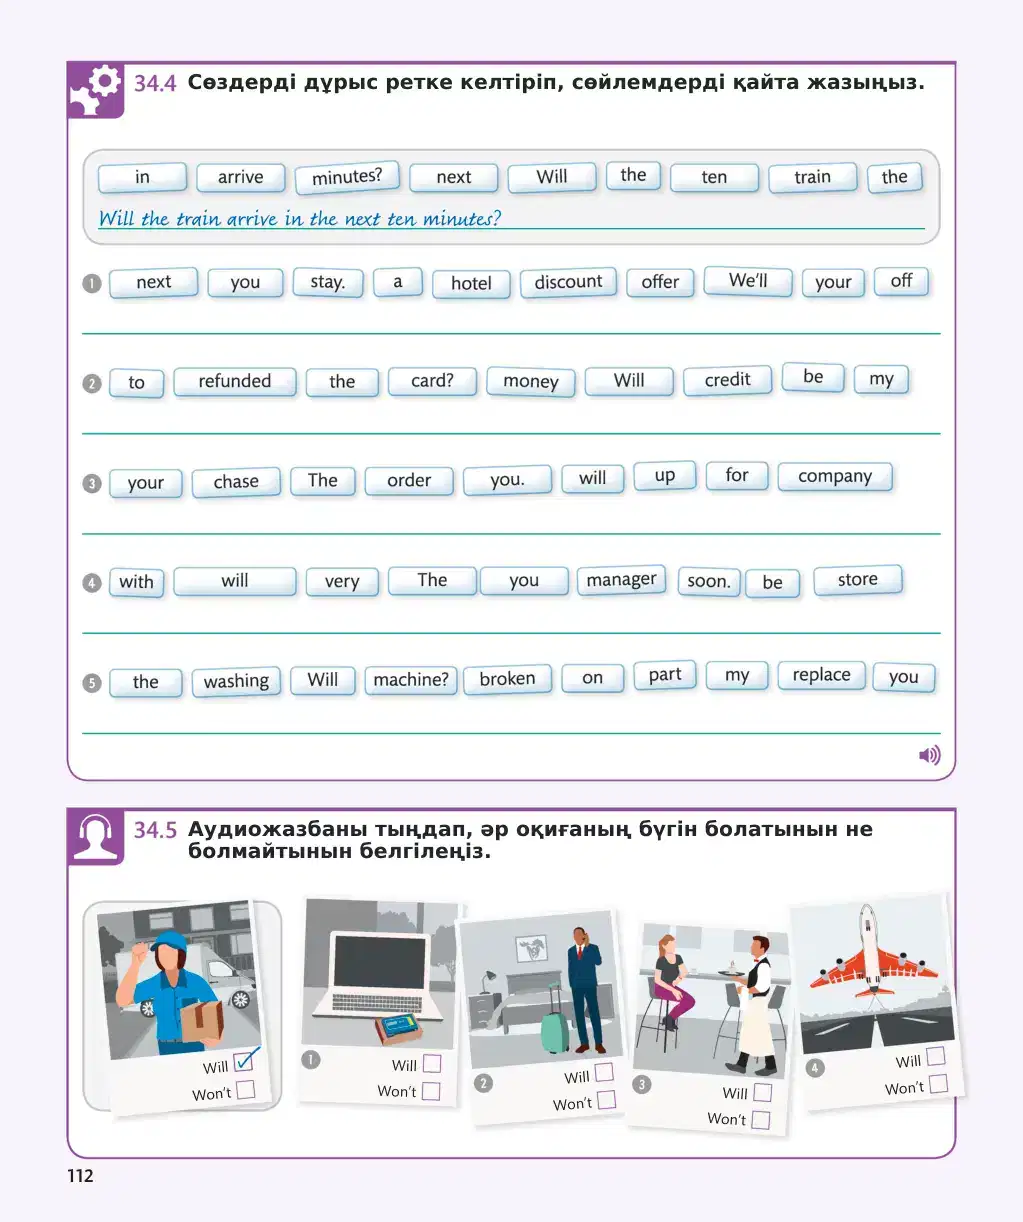 34.4 Сөздерді дұрыс ретке келтіріп, сөйлемдерді қайта жазыңыз.
in arrive minutes? next Will the ten train the
Will the train arrive in the next ten minutes?
1 next you stay. a hotel discount offer We'll your off
2 to refunded the card? money Will credit be my
3 your chase The order you. will up for company
4 with will very The you manager soon. be store
5 the washing Will machine? broken on part my replace you
34.5 Аудиожазбаны тыңдап, әр оқиғаның бүгін болатынын не
болмайтынын белгілеңіз.
Will
Won't
1 Will
Won't
2 Will
Won't
3 Will
Won't
4 Will
Won't
112